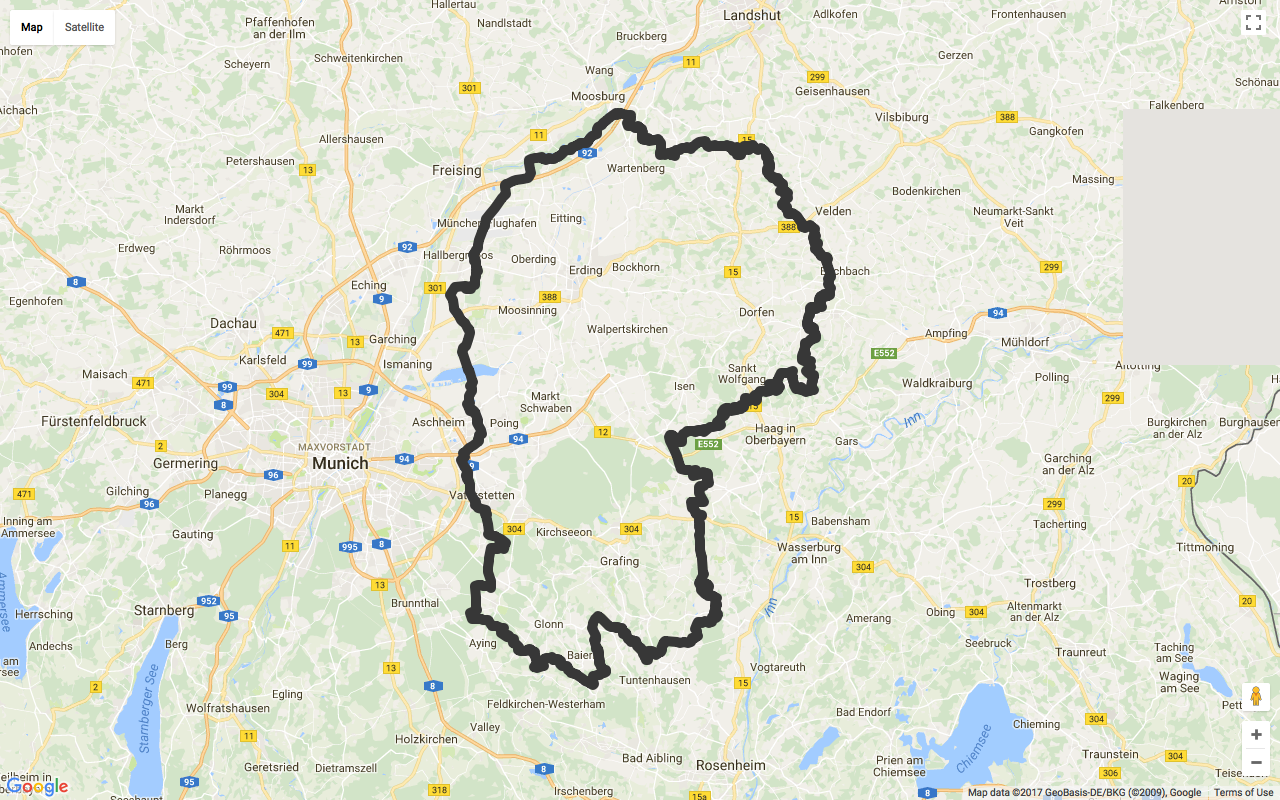 Map
Satellite
Pfaffenhofen
an der Ilm
Hallertau
Nandlstadt
Landshut
Adlkofen
Frontenhausen
Bruckberg
Gerzen
Scheyern
Schweitenkirchen
Wang
11
299
Geisenhausen
Schönau
301
Moosburg
Falkenberg
Aichach
Allershausen
11
15
Vilsbiburg
388
Gangkofen
92
Petershausen
13
Freising
Wartenberg
Massing
Bodenkirchen
Markt
Indersdorf
Velden
Neumarkt-Sankt
Veit
Eitting
388
Erdweg
Röhrmoos
92
Hallbergmoos
Oberding
Erding
Bockhorn
15
Buchbach
299
8
Eching
301
9
388
Egenhofen
Moosinning
Dorfen
94
Dachau
471
13
Garching
Walpertskirchen
Ampfing
Mühldorf
Karlsfeld
99
Ismaning
E552
Altötting
Maisach
471
99
304
13
9
Isen
Sankt
Wolfgang
Waldkraiburg
Polling
8
Markt
Schwaben
15
299
Fürstenfeldbruck
Aschheim
Poing
12
Haag in
Oberbayern
Inn
Burgkirchen
an der Alz
Burghausen
2
MAXVORSTADT
94
E552
Gars
Germering
96
Munich
94
Garching
an der Alz
20
471
Gilching
96
Planegg
Vaterstetten
299
Inning am
Ammersee
Gauting
304
Kirchseeon
304
15
Babensham
Tacherting
11
995
8
Wasserburg
am Inn
Tittmoning
Ammersee
Grafing
304
13
Trostberg
952
Brunnthal
Inn
20
Herrsching
Starnberg
95
Glonn
Obing
304
Altenmarkt
an der Alz
Amerang
Andechs
Berg
Aying
Seebruck
Taching
am See
Baiern
Traunreut
13
Vogtareuth
Waging
am See
2
8
Tuntenhausen
15
Egling
Starnberger See
Wolfratshausen
Feldkirchen-Westerham
Bad Endorf
304
Chieming
11
Valley
Holzkirchen
Chiemsee
Bad Aibling
Traunstein
304
Geretsried
Dietramszell
8
Rosenheim
Prien am
Chiemsee
306
95
318
Irschenberg
15(a)
8
Google
Map data ©2017 GeoBasis-DE/BKG (©2009), Google
Terms of Use